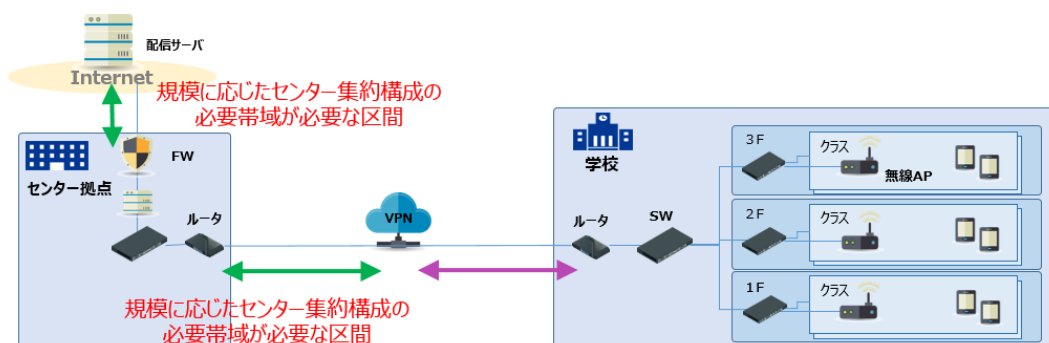 配信サーバ
Internet
規模に応じたセンター集約構成の
必要帯域が必要な区間
FW
センター拠点
ルータ
VPN
規模に応じたセンター集約構成の
必要帯域が必要な区間
学校
ルータ
SW
3F
クラス
無線AP
2F
クラス
1F
クラス